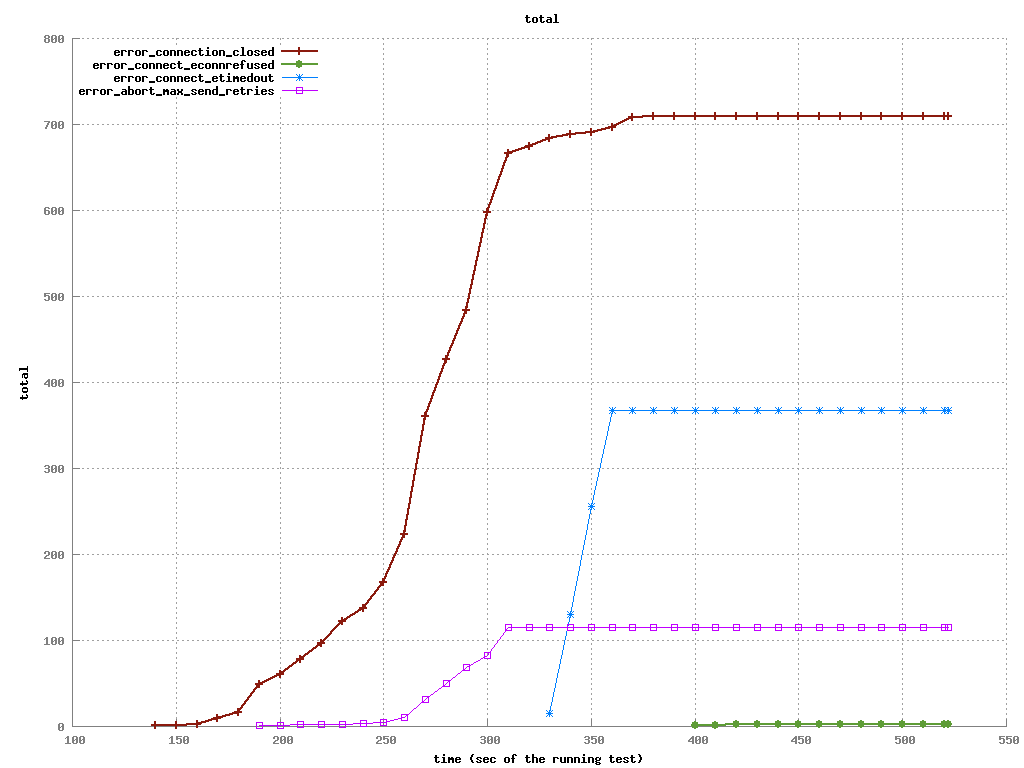 total
800
700
600
500
400
300
200
100
0
total
error_connection_closed
error_connect_econnrefused
error_connect_etimedout
error_abort_max_send_retries
100 150 200 250 300 350 400 450 500 550
time (sec of the running test)